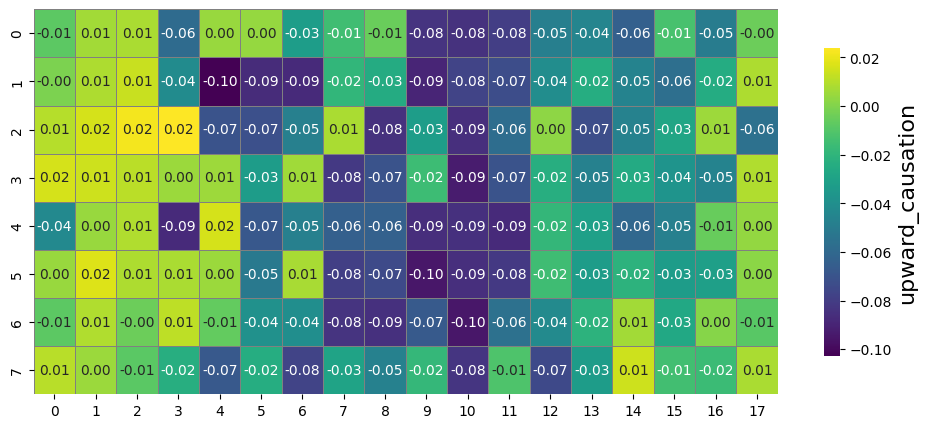 0 -0.01 0.01 0.01 -0.06 0.00 0.00 -0.03 -0.01 -0.01 -0.08 -0.08 -0.08 -0.05 -0.04 -0.06 -0.01 -0.05 -0.00
1 -0.00 0.01 0.01 -0.04 -0.10 -0.09 -0.09 -0.02 -0.03 -0.09 -0.08 -0.07 -0.04 -0.02 -0.05 -0.06 -0.02 0.01
2 0.01 0.02 0.02 0.02 -0.07 -0.07 -0.05 0.01 -0.08 -0.03 -0.09 -0.06 0.00 -0.07 -0.05 -0.03 0.01 -0.06
3 0.02 0.01 0.01 0.00 0.01 -0.03 0.01 -0.08 -0.07 -0.02 -0.09 -0.07 -0.02 -0.05 -0.03 -0.04 -0.05 0.01
4 -0.04 0.00 0.01 -0.09 0.02 -0.07 -0.05 -0.06 -0.06 -0.09 -0.09 -0.09 -0.02 -0.03 -0.06 -0.05 -0.01 0.00
5 0.00 0.02 0.01 0.01 0.00 -0.05 0.01 -0.08 -0.07 -0.10 -0.09 -0.08 -0.02 -0.03 -0.02 -0.03 -0.03 0.00
6 -0.01 0.01 -0.00 0.01 -0.01 -0.04 -0.04 -0.08 -0.09 -0.07 -0.10 -0.06 -0.04 -0.02 0.01 -0.03 0.00 -0.01
7 0.01 0.00 -0.01 -0.02 -0.07 -0.02 -0.08 -0.03 -0.05 -0.02 -0.08 -0.01 -0.07 -0.03 0.01 -0.01 -0.02 0.01
0 1 2 3 4 5 6 7 8 9 10 11 12 13 14 15 16 17
0.02
0.00
-0.02
-0.04
-0.06
-0.08
-0.10
upward_causation